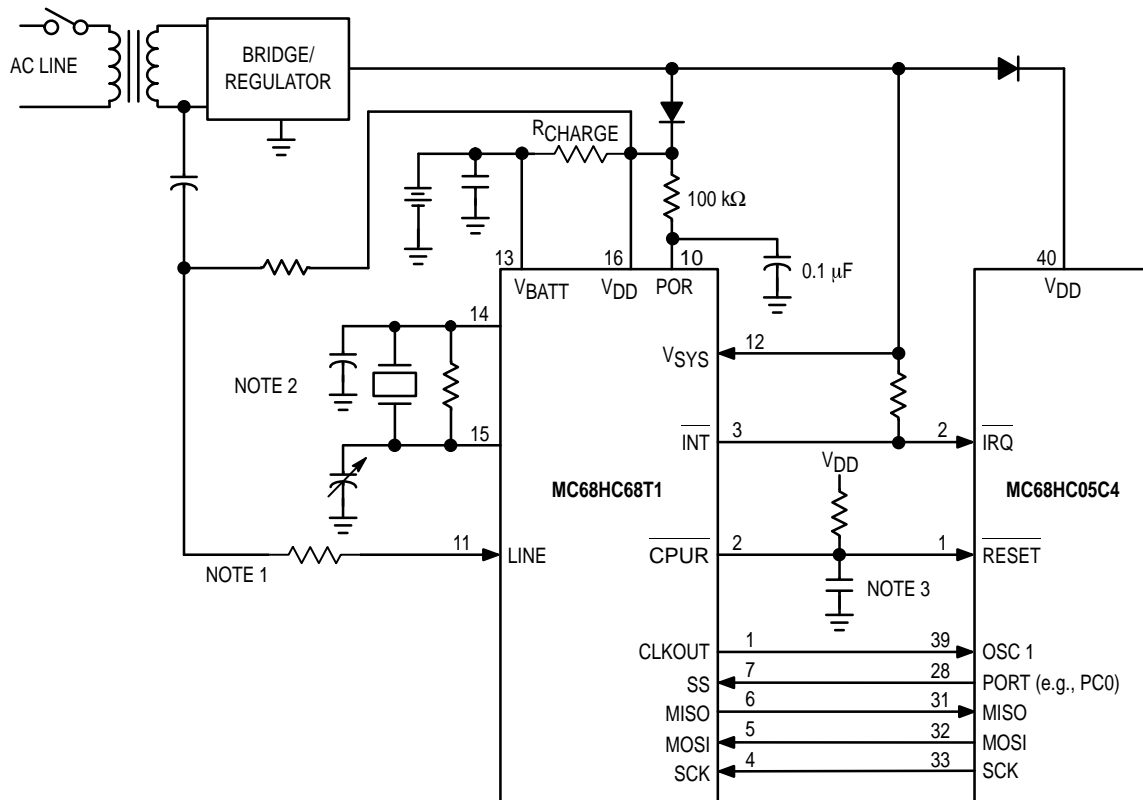 AC LINE
BRIDGE/
REGULATOR
RCHARGE
100 kΩ
13
16
10
0.1 µF
40
VBATT
VDD
POR
VDD
14
VSYS
12
NOTE 2
15
INT
3
2
IRQ
VDD
MC68HC68T1
MC68HC05C4
11
LINE
CPUR
2
1
RESET
NOTE 1
NOTE 3
CLKOUT
1
39
OSC 1
SS
7
28
PORT (e.g., PC0)
MISO
6
31
MISO
MOSI
5
32
MOSI
SCK
4
33
SCK